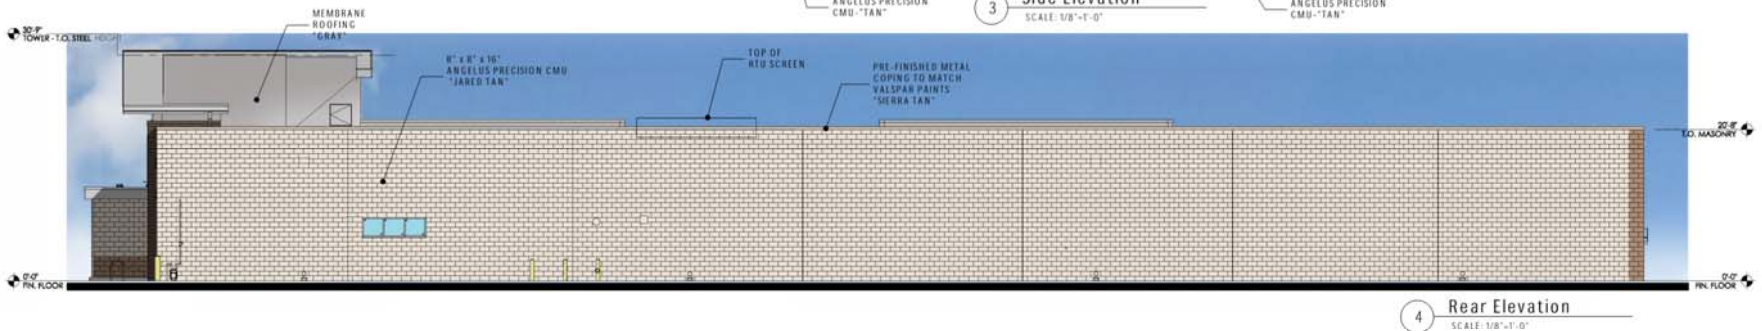 ANGELUS PRECISION
CMU-"TAN"
3
Side Elevation
SCALE: 1/8"=1'-0"
ANGELUS PRECISION
CMU-"TAN"
MEMBRANE
ROOFING
"GRAY"
30'-9"
TOWER - T.O. STEEL HEIGHT
8" x 8" x 16"
ANGELUS PRECISION CMU
"JARED TAN"
TOP OF
RTU SCREEN
PRE-FINISHED METAL
COPING TO MATCH
VALSPAR PAINTS
"SIERRA TAN"
20'-8"
T.O. MASONRY
0'-0"
FIN. FLOOR
0'-0"
FIN. FLOOR
4
Rear Elevation
SCALE: 1/8"=1'-0"